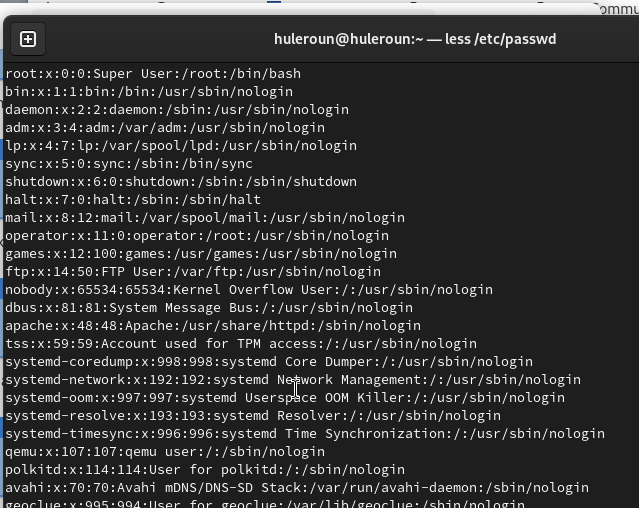 Commu
huleroun@huleroun:~ — less /etc/passwd
root:x:0:0:Super User:/root:/bin/bash
bin:x:1:1:bin:/bin:/usr/sbin/nologin
daemon:x:2:2:daemon:/sbin:/usr/sbin/nologin
adm:x:3:4:adm:/var/adm:/usr/sbin/nologin
lp:x:4:7:lp:/var/spool/lpd:/usr/sbin/nologin
sync:x:5:0:sync:/sbin:/bin/sync
shutdown:x:6:0:shutdown:/sbin:/sbin/shutdown
halt:x:7:0:halt:/sbin:/sbin/halt
mail:x:8:12:mail:/var/spool/mail:/usr/sbin/nologin
operator:x:11:0:operator:/root:/usr/sbin/nologin
games:x:12:100:games:/usr/games:/usr/sbin/nologin
ftp:x:14:50:FTP User:/var/ftp:/usr/sbin/nologin
nobody:x:65534:65534:Kernel Overflow User:/:/usr/sbin/nologin
dbus:x:81:81:System Message Bus:/:/usr/sbin/nologin
apache:x:48:48:Apache:/usr/share/httpd:/sbin/nologin
tss:x:59:59:Account used for TPM access:/:/usr/sbin/nologin
systemd-coredump:x:998:998:systemd Core Dumper:/:/usr/sbin/nologin
systemd-network:x:192:192:systemd Network Management:/:/usr/sbin/nologin
systemd-oom:x:997:997:systemd Userspace OOM Killer:/:/usr/sbin/nologin
systemd-resolve:x:193:193:systemd Resolver:/:/usr/sbin/nologin
systemd-timesync:x:996:996:systemd Time Synchronization:/:/usr/sbin/nologin
qemu:x:107:107:qemu user:/:/sbin/nologin
polkitd:x:114:114:User for polkitd:/:/sbin/nologin
avahi:x:70:70:Avahi mDNS/DNS-SD Stack:/var/run/avahi-daemon:/sbin/nologin
geoclue:x:995:994:User for geoclue:/var/lib/geoclue:/sbin/nologin